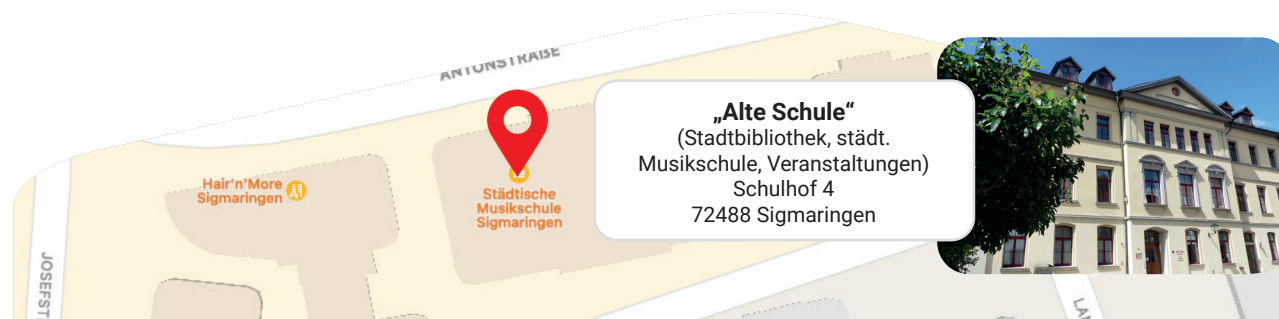 ANTONSTRAßE
„Alte Schule“
(Stadtbibliothek, städt.
Musikschule, Veranstaltungen)
Schulhof 4
72488 Sigmaringen
Hair'n'More
Sigmaringen
Städtische
Musikschule
Sigmaringen